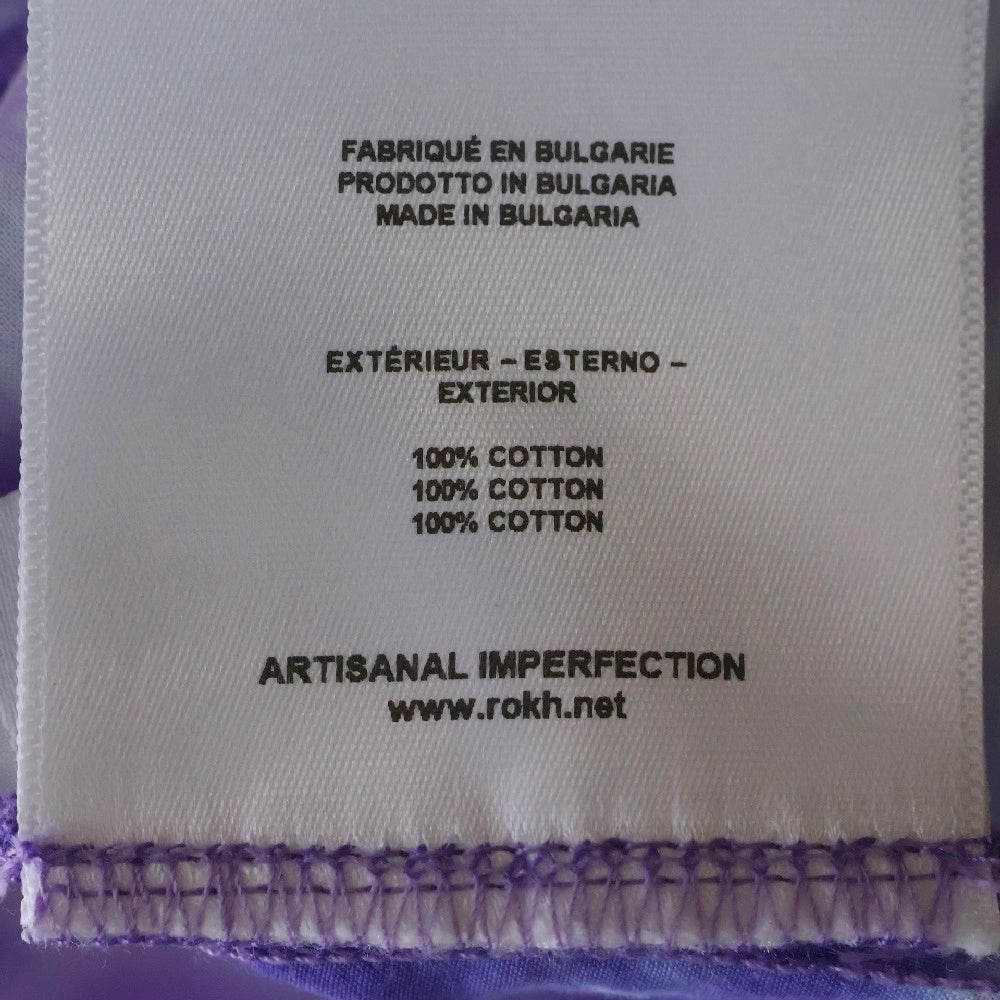 FABRIQUÉ EN BULGARIE
PRODOTTO IN BULGARIA
MADE IN BULGARIA
EXTÉRIEUR – ESTERNO –
EXTERIOR
100% COTTON
100% COTTON
100% COTTON
ARTISANAL IMPERFECTION
www.rokh.net